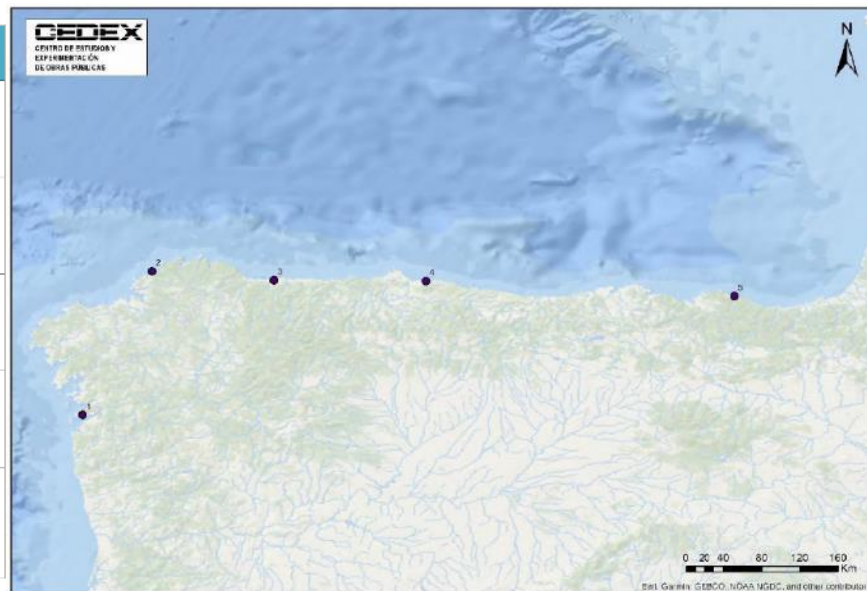 CEDEX
CENTRO DE ESTUDIOS Y
EXPERIMENTACIÓN
DE OBRAS PÚBLICAS
N
2
3
4
5
1
0 20 40 80 120 160
Km
Esri, Garmin, GEBCO, NOAA NGDC, and other contributor